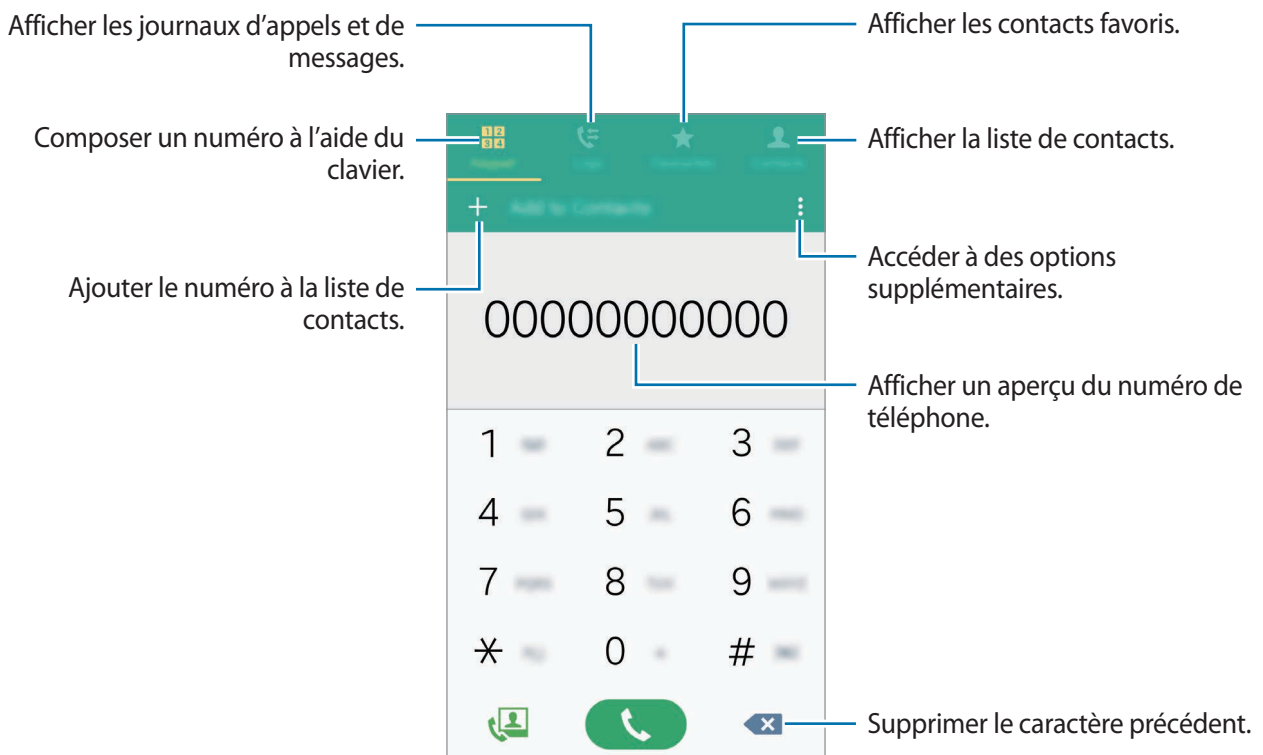 Afficher les journaux d'appels et de
messages.
Afficher les contacts favoris.
Composer un numéro à l'aide du
clavier.
Afficher la liste de contacts.
Add to Contacts
Ajouter le numéro à la liste de
contacts.
Accéder à des options
supplémentaires.
00000000000
Afficher un aperçu du numéro de
téléphone.
1 2 3
4 5 6
7 8 9
* 0 #
Supprimer le caractère précédent.